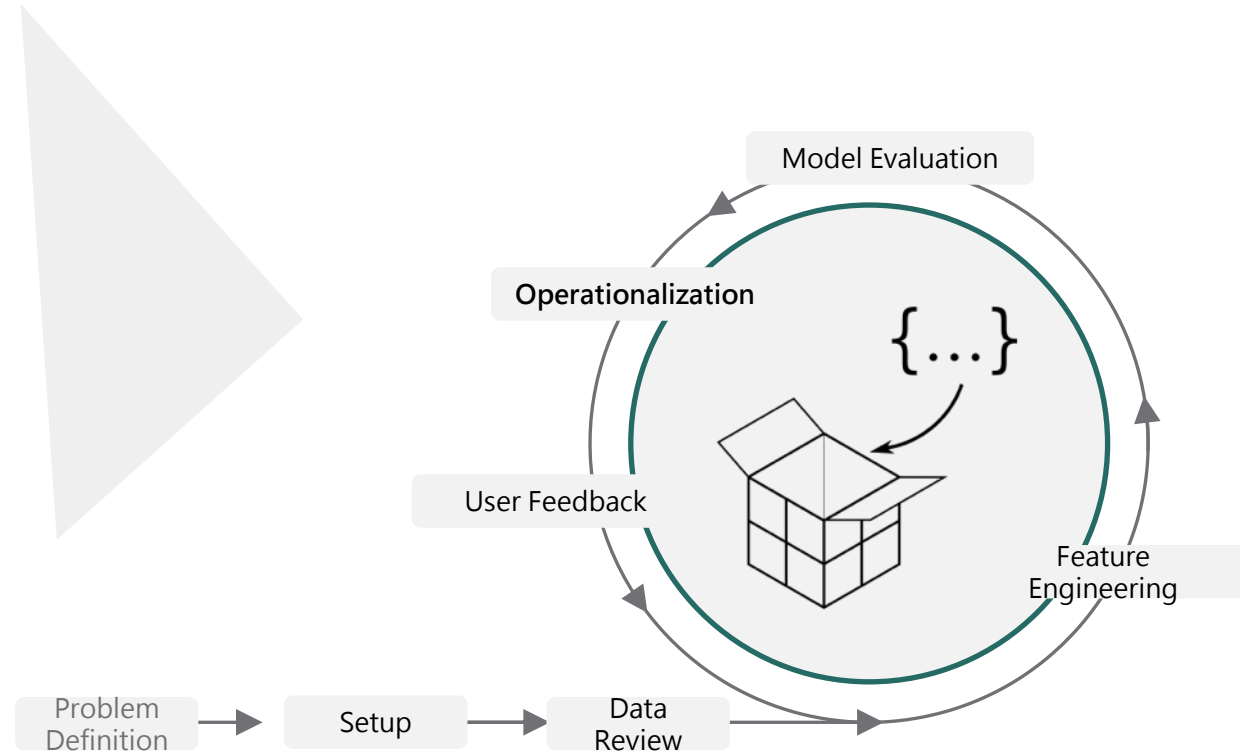 Model Evaluation
Operationalization
{...}
User Feedback
Feature
Engineering
Problem
Definition
Setup
Data
Review